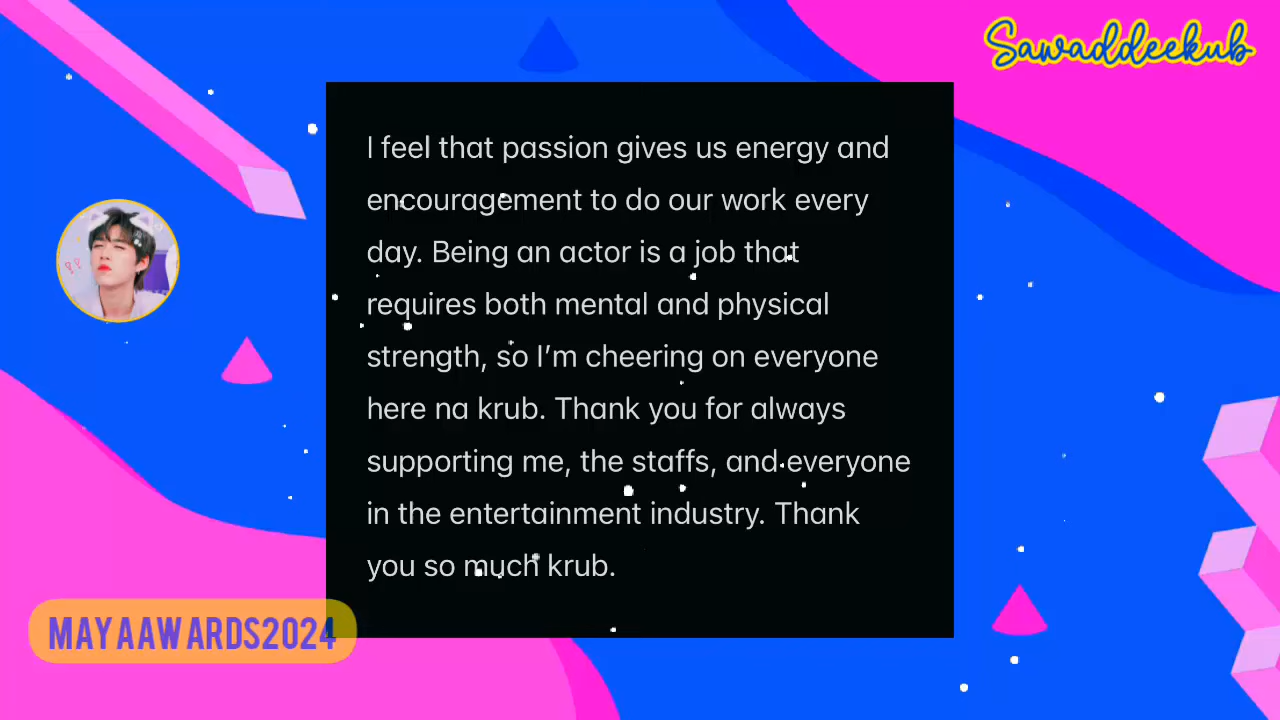 Sawaddeekub
I feel that passion gives us energy and
encouragement to do our work every
day. Being an actor is a job that
requires both mental and physical
strength, so I’m cheering on everyone
here na krub. Thank you for always
supporting me, the staffs, and everyone
in the entertainment industry. Thank
you so much krub.
MAYAAWARDS2024